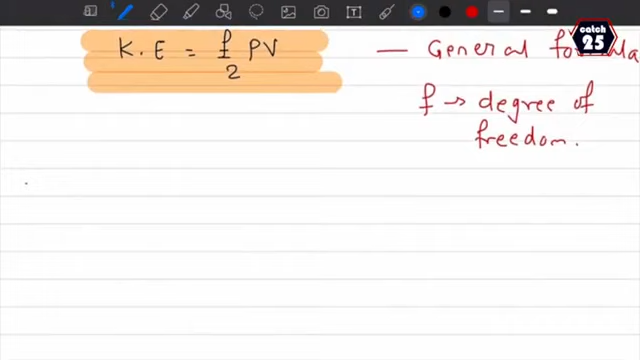 K.E = f/2 PV — General formula
f → degree of
freedom.
catch
25